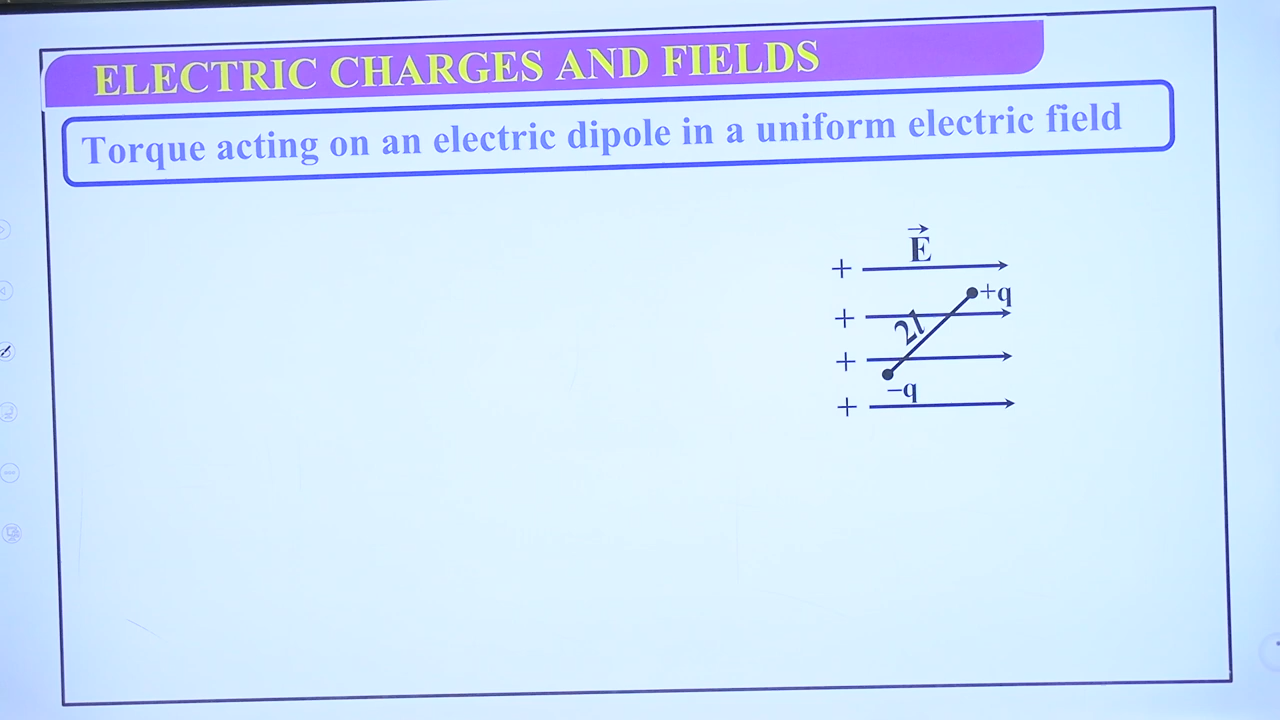 ELECTRIC CHARGES AND FIELDS
Torque acting on an electric dipole in a uniform electric field
E⃗
+
+q
+
2l
+
−q
+